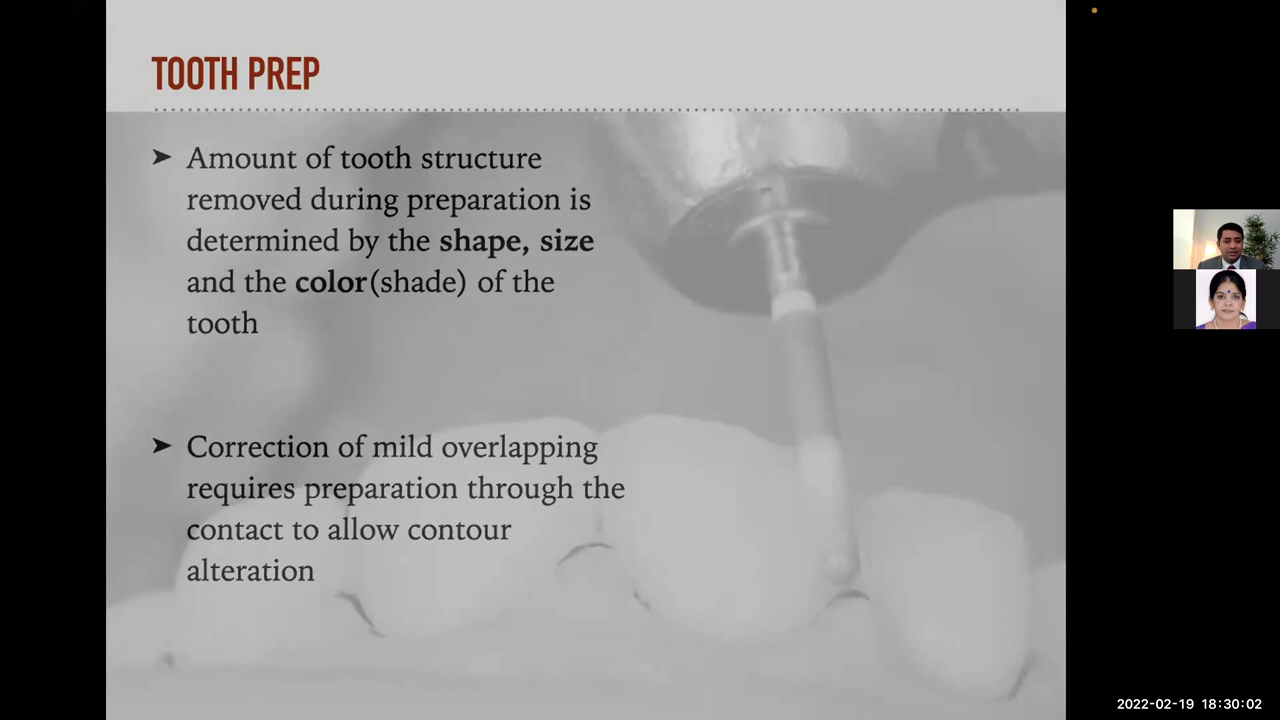 TOOTH PREP
➤ Amount of tooth structure
removed during preparation is
determined by the shape, size
and the color(shade) of the
tooth
➤ Correction of mild overlapping
requires preparation through the
contact to allow contour
alteration
2022-02-19 18:30:02